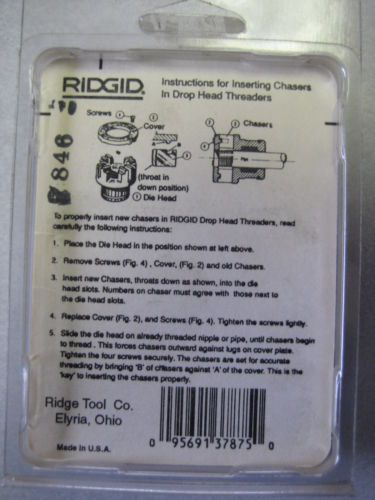 RIDGID®
Instructions for Inserting Chasers
In Drop Head Threaders
Screws
Cover
Chasers
(throat in
down position)
Die Head
Pipe
846
To properly insert new chasers in RIDGID Drop Head Threaders, read
carefully the following instructions:
1. Place the Die Head in the position shown at left above.
2. Remove Screws (Fig. 4) , Cover, (Fig. 2) and old Chasers.
3. Insert new Chasers, throats down as shown, into the die
head slots. Numbers on chaser must agree with those next to
the die head slots.
4. Replace Cover (Fig. 2), and Screws (Fig. 4). Tighten the screws lightly.
5. Slide the die head on already threaded nipple or pipe, until chasers begin
to thread . This forces chasers outward against lugs on cover plate.
Tighten the four screws securely. The chasers are set for accurate
threading by bringing 'B' of chasers against 'A' of the cover. This is the
'key' to inserting the chasers properly.
Ridge Tool Co.
Elyria, Ohio
Made in U.S.A.
0 95691 37875 0